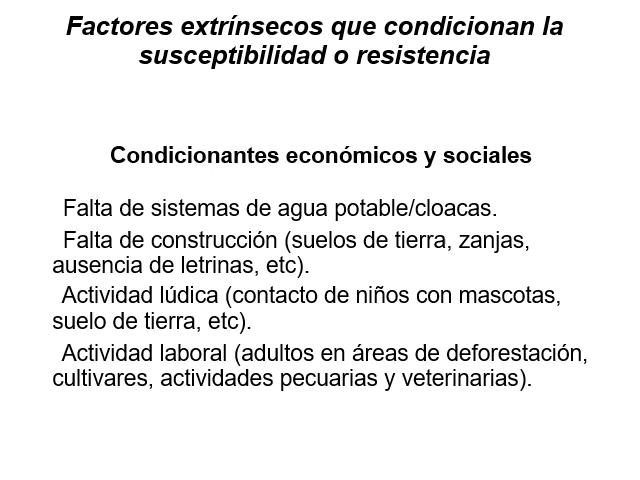 Factores extrínsecos que condicionan la
susceptibilidad o resistencia
Condicionantes económicos y sociales
Falta de sistemas de agua potable/cloacas.
Falta de construcción (suelos de tierra, zanjas,
ausencia de letrinas, etc).
Actividad lúdica (contacto de niños con mascotas,
suelo de tierra, etc).
Actividad laboral (adultos en áreas de deforestación,
cultivares, actividades pecuarias y veterinarias).